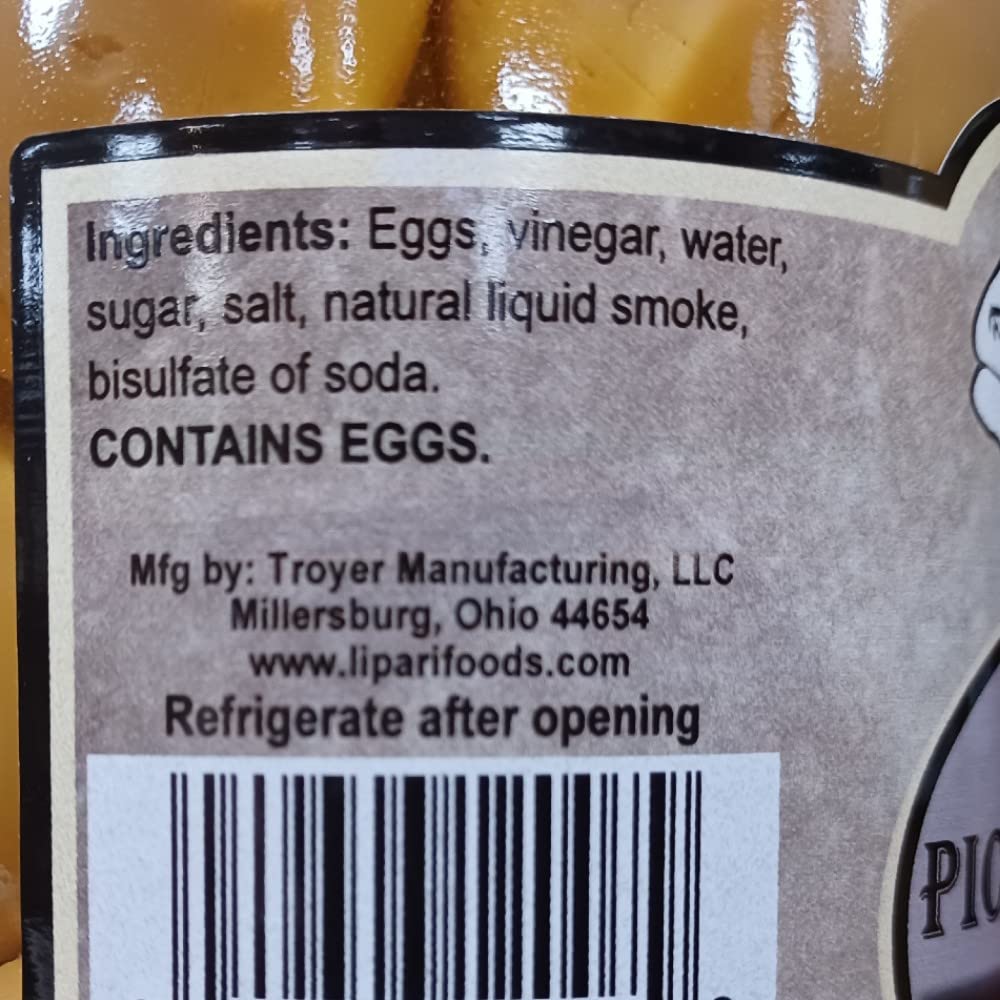 Ingredients: Eggs, vinegar, water,
sugar, salt, natural liquid smoke,
bisulfate of soda.
CONTAINS EGGS.
Mfg by: Troyer Manufacturing, LLC
Millersburg, Ohio 44654
www.liparifoods.com
Refrigerate after opening